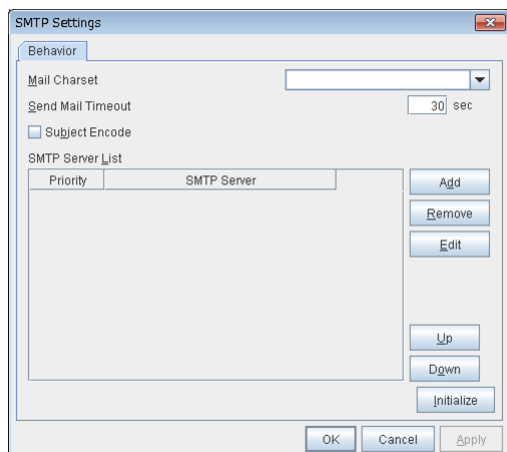 SMTP Settings
Behavior
Mail Charset
Send Mail Timeout 30 sec
Subject Encode
SMTP Server List
Priority SMTP Server
Add
Remove
Edit
Up
Down
Initialize
OK Cancel Apply